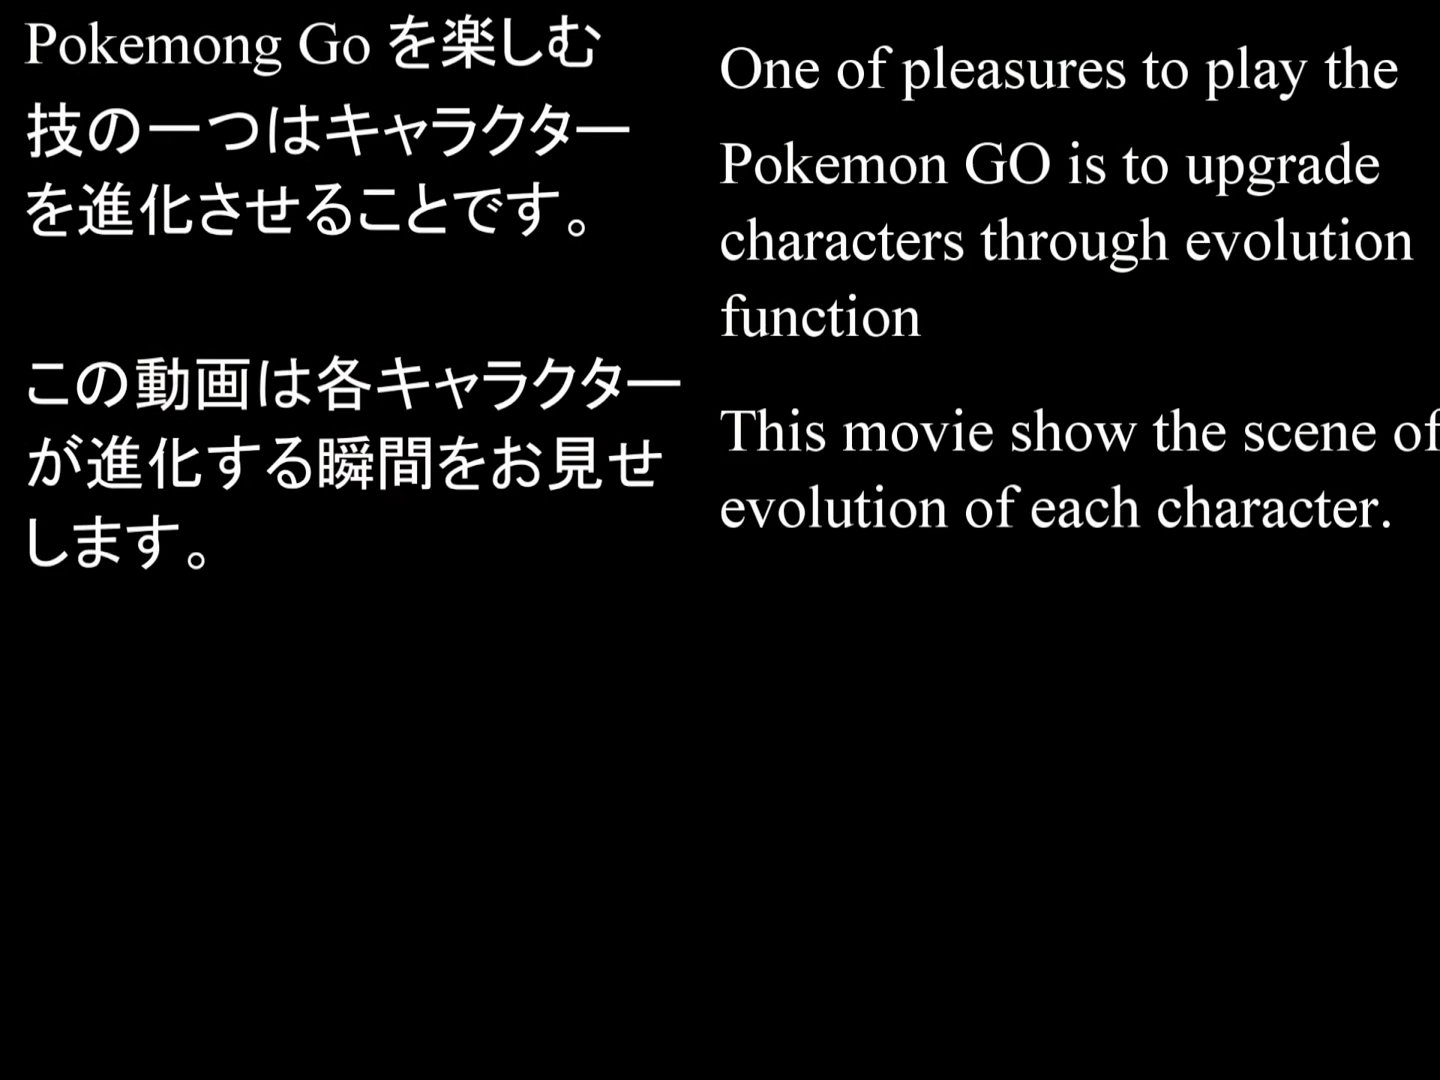 Pokemong Go を楽しむ
技の一つはキャラクター
を進化させることです。
この動画は各キャラクター
が進化する瞬間をお見せ
します。
One of pleasures to play the
Pokemon GO is to upgrade
characters through evolution
function
This movie show the scene of
evolution of each character.